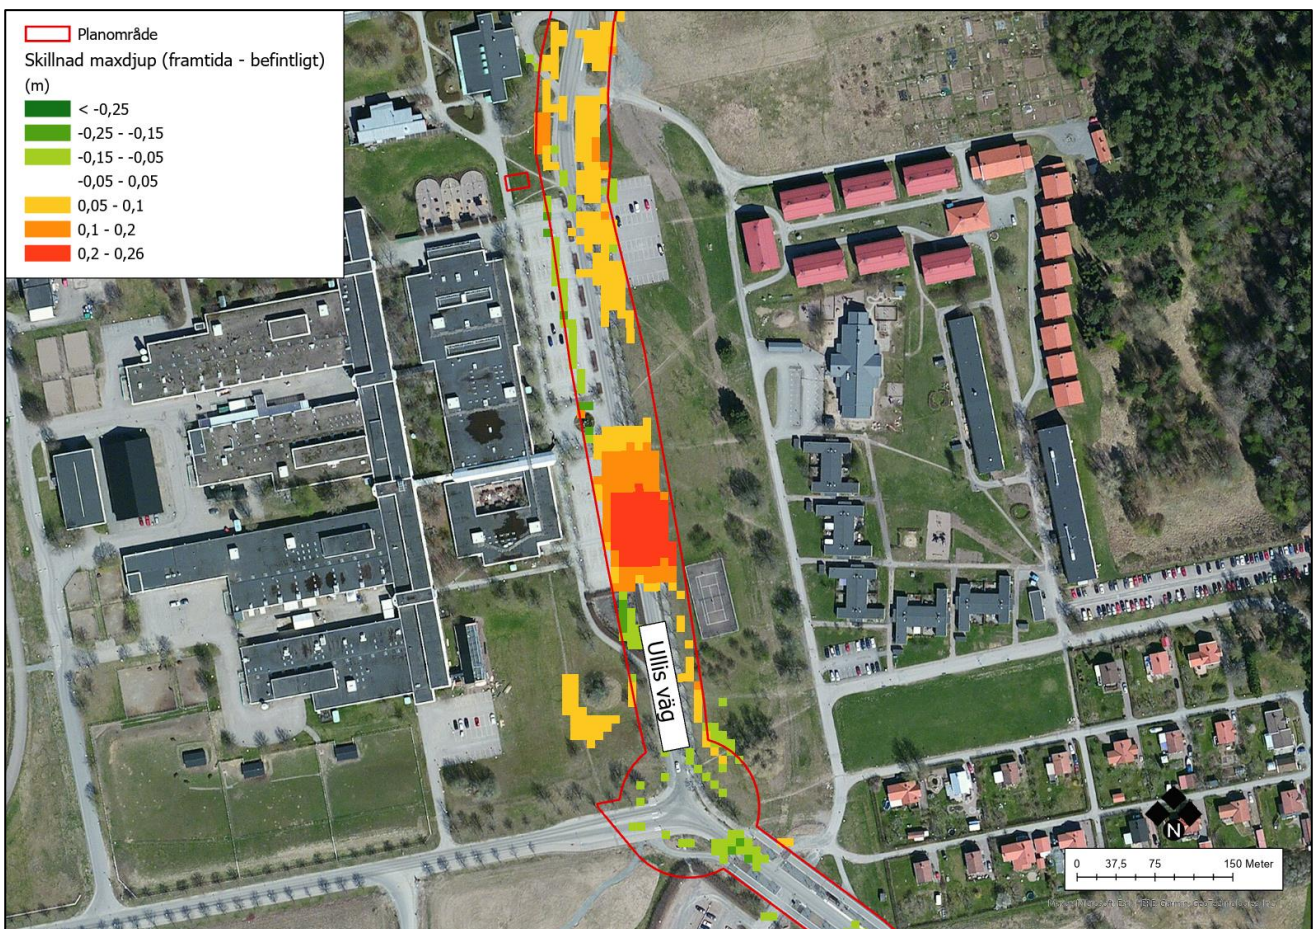 Planområde
Skillnad maxdjup (framtida - befintligt)
(m)
< -0,25
-0,25 - -0,15
-0,15 - -0,05
-0,05 - 0,05
0,05 - 0,1
0,1 - 0,2
0,2 - 0,26
Ullis väg
N
0 37,5 75 150 Meter